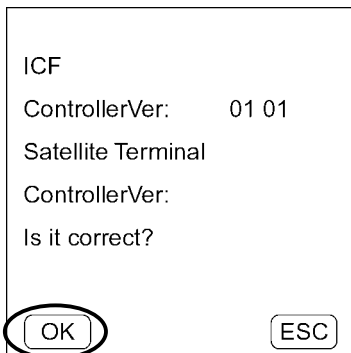 ICF
ControllerVer: 01 01
Satellite Terminal
ControllerVer:
Is it correct?
OK ESC